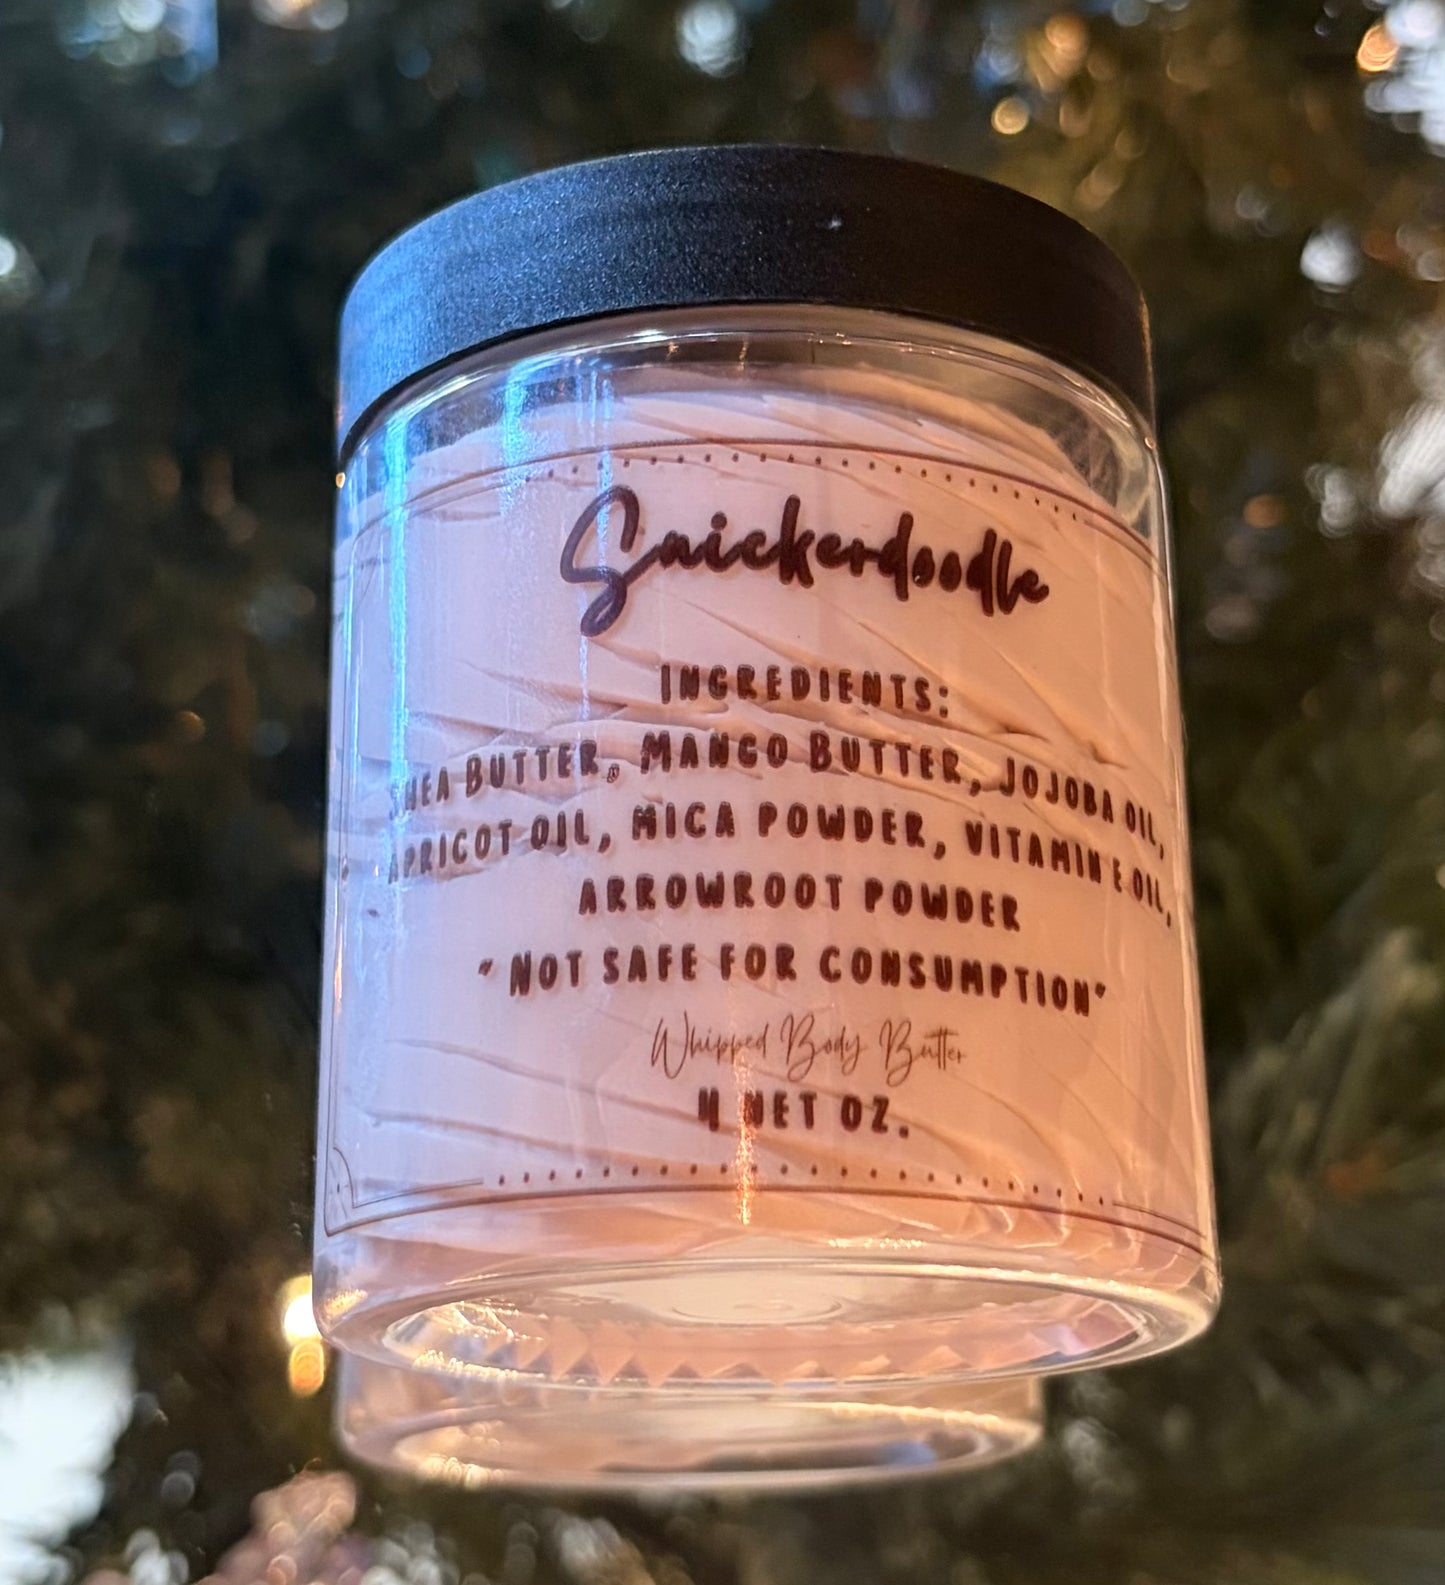 Snickerdoodle
INGREDIENTS:
SHEA BUTTER, MANGO BUTTER, JOJOBA OIL,
APRICOT OIL, MICA POWDER, VITAMIN E OIL,
ARROWROOT POWDER
"NOT SAFE FOR CONSUMPTION"
Whipped Body Butter
4 NET OZ.